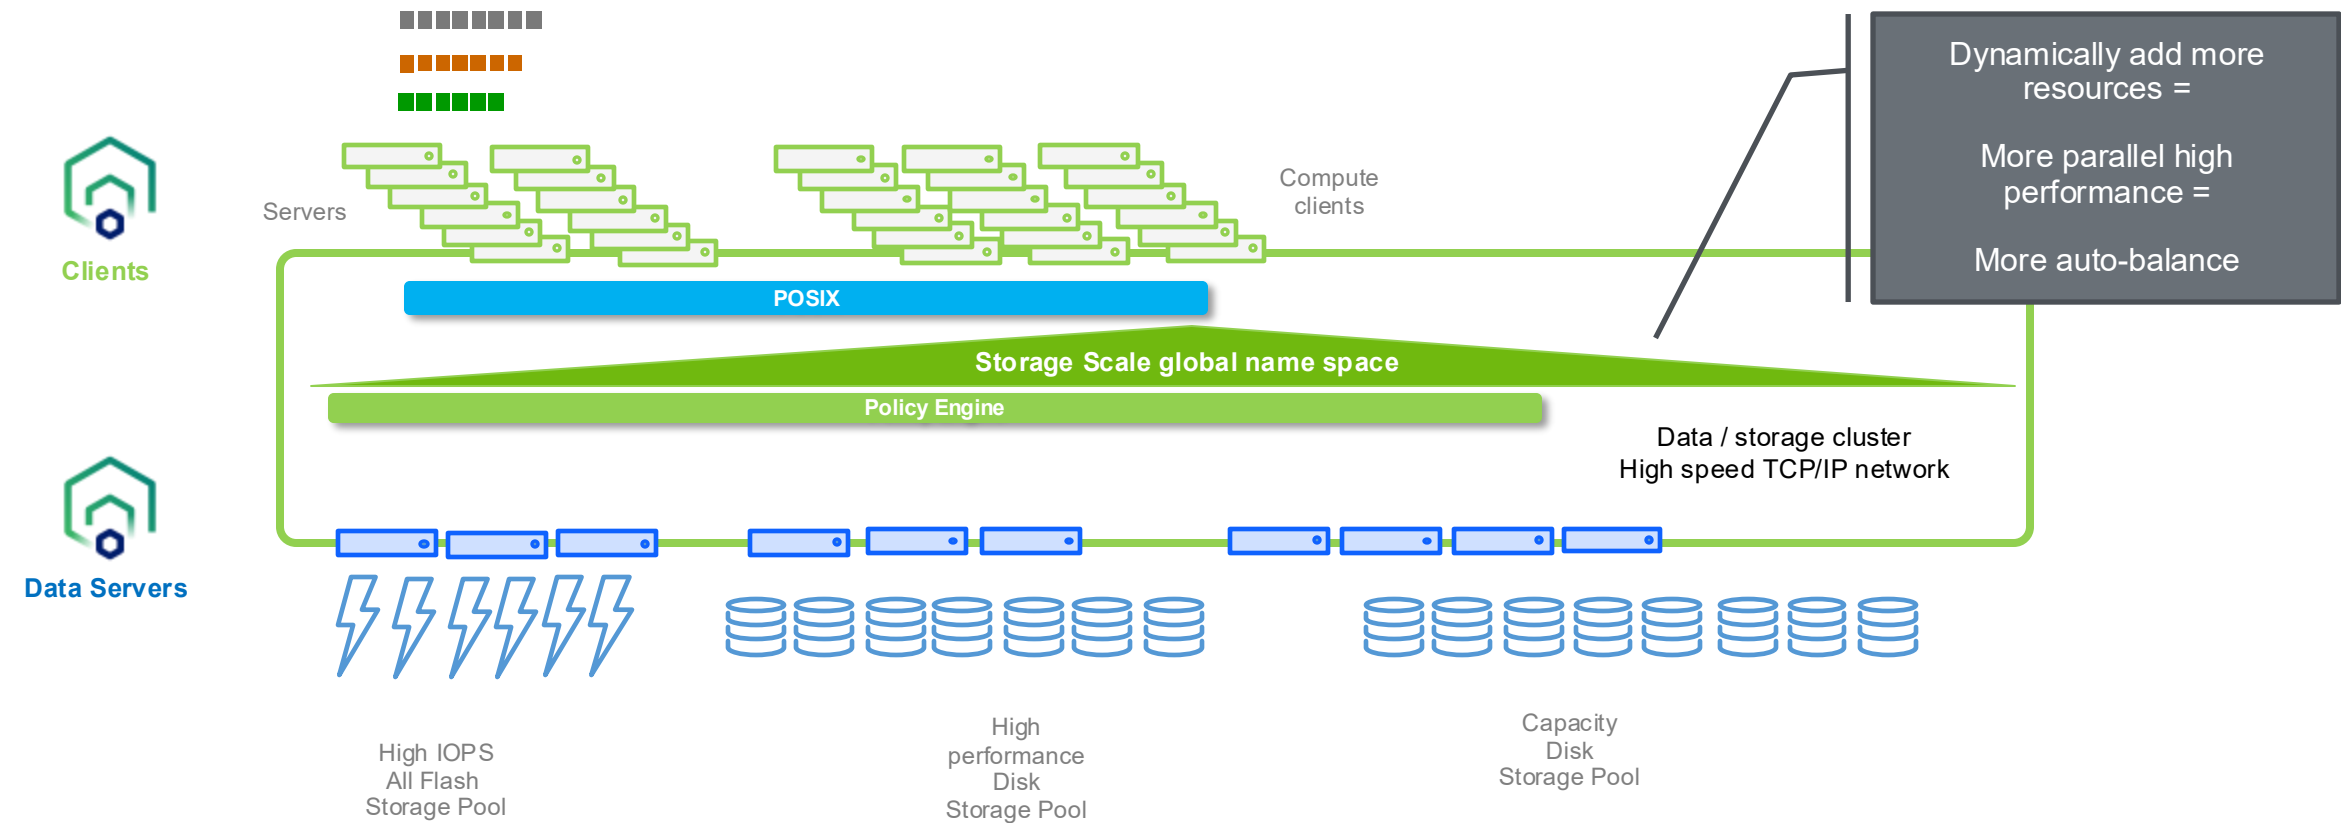 Dynamically add more
resources =
More parallel high
performance =
More auto-balance
Servers
Compute
clients
Clients
POSIX
Storage Scale global name space
Policy Engine
Data / storage cluster
High speed TCP/IP network
Data Servers
High IOPS
All Flash
Storage Pool
High
performance
Disk
Storage Pool
Capacity
Disk
Storage Pool